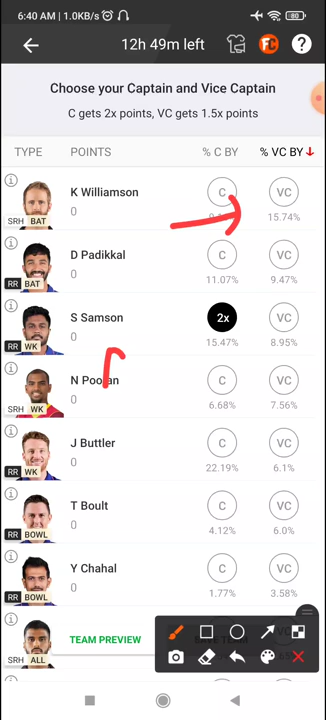 6:40 AM | 1.0KB/s
80
12h 49m left
FC
?
Choose your Captain and Vice Captain
C gets 2x points, VC gets 1.5x points
TYPE POINTS % C BY % VC BY
K Williamson
0
C VC
15.74%
SRH BAT
D Padikkal
0
C VC
11.07% 9.47%
RR BAT
S Samson
0
2x VC
15.47% 8.95%
RR WK
N Pooran
0
C VC
6.68% 7.56%
SRH WK
J Buttler
0
C VC
22.19% 6.1%
RR WK
T Boult
0
C VC
4.12% 6.0%
RR BOWL
Y Chahal
0
C VC
1.77% 3.58%
RR BOWL
SRH ALL
TEAM PREVIEW